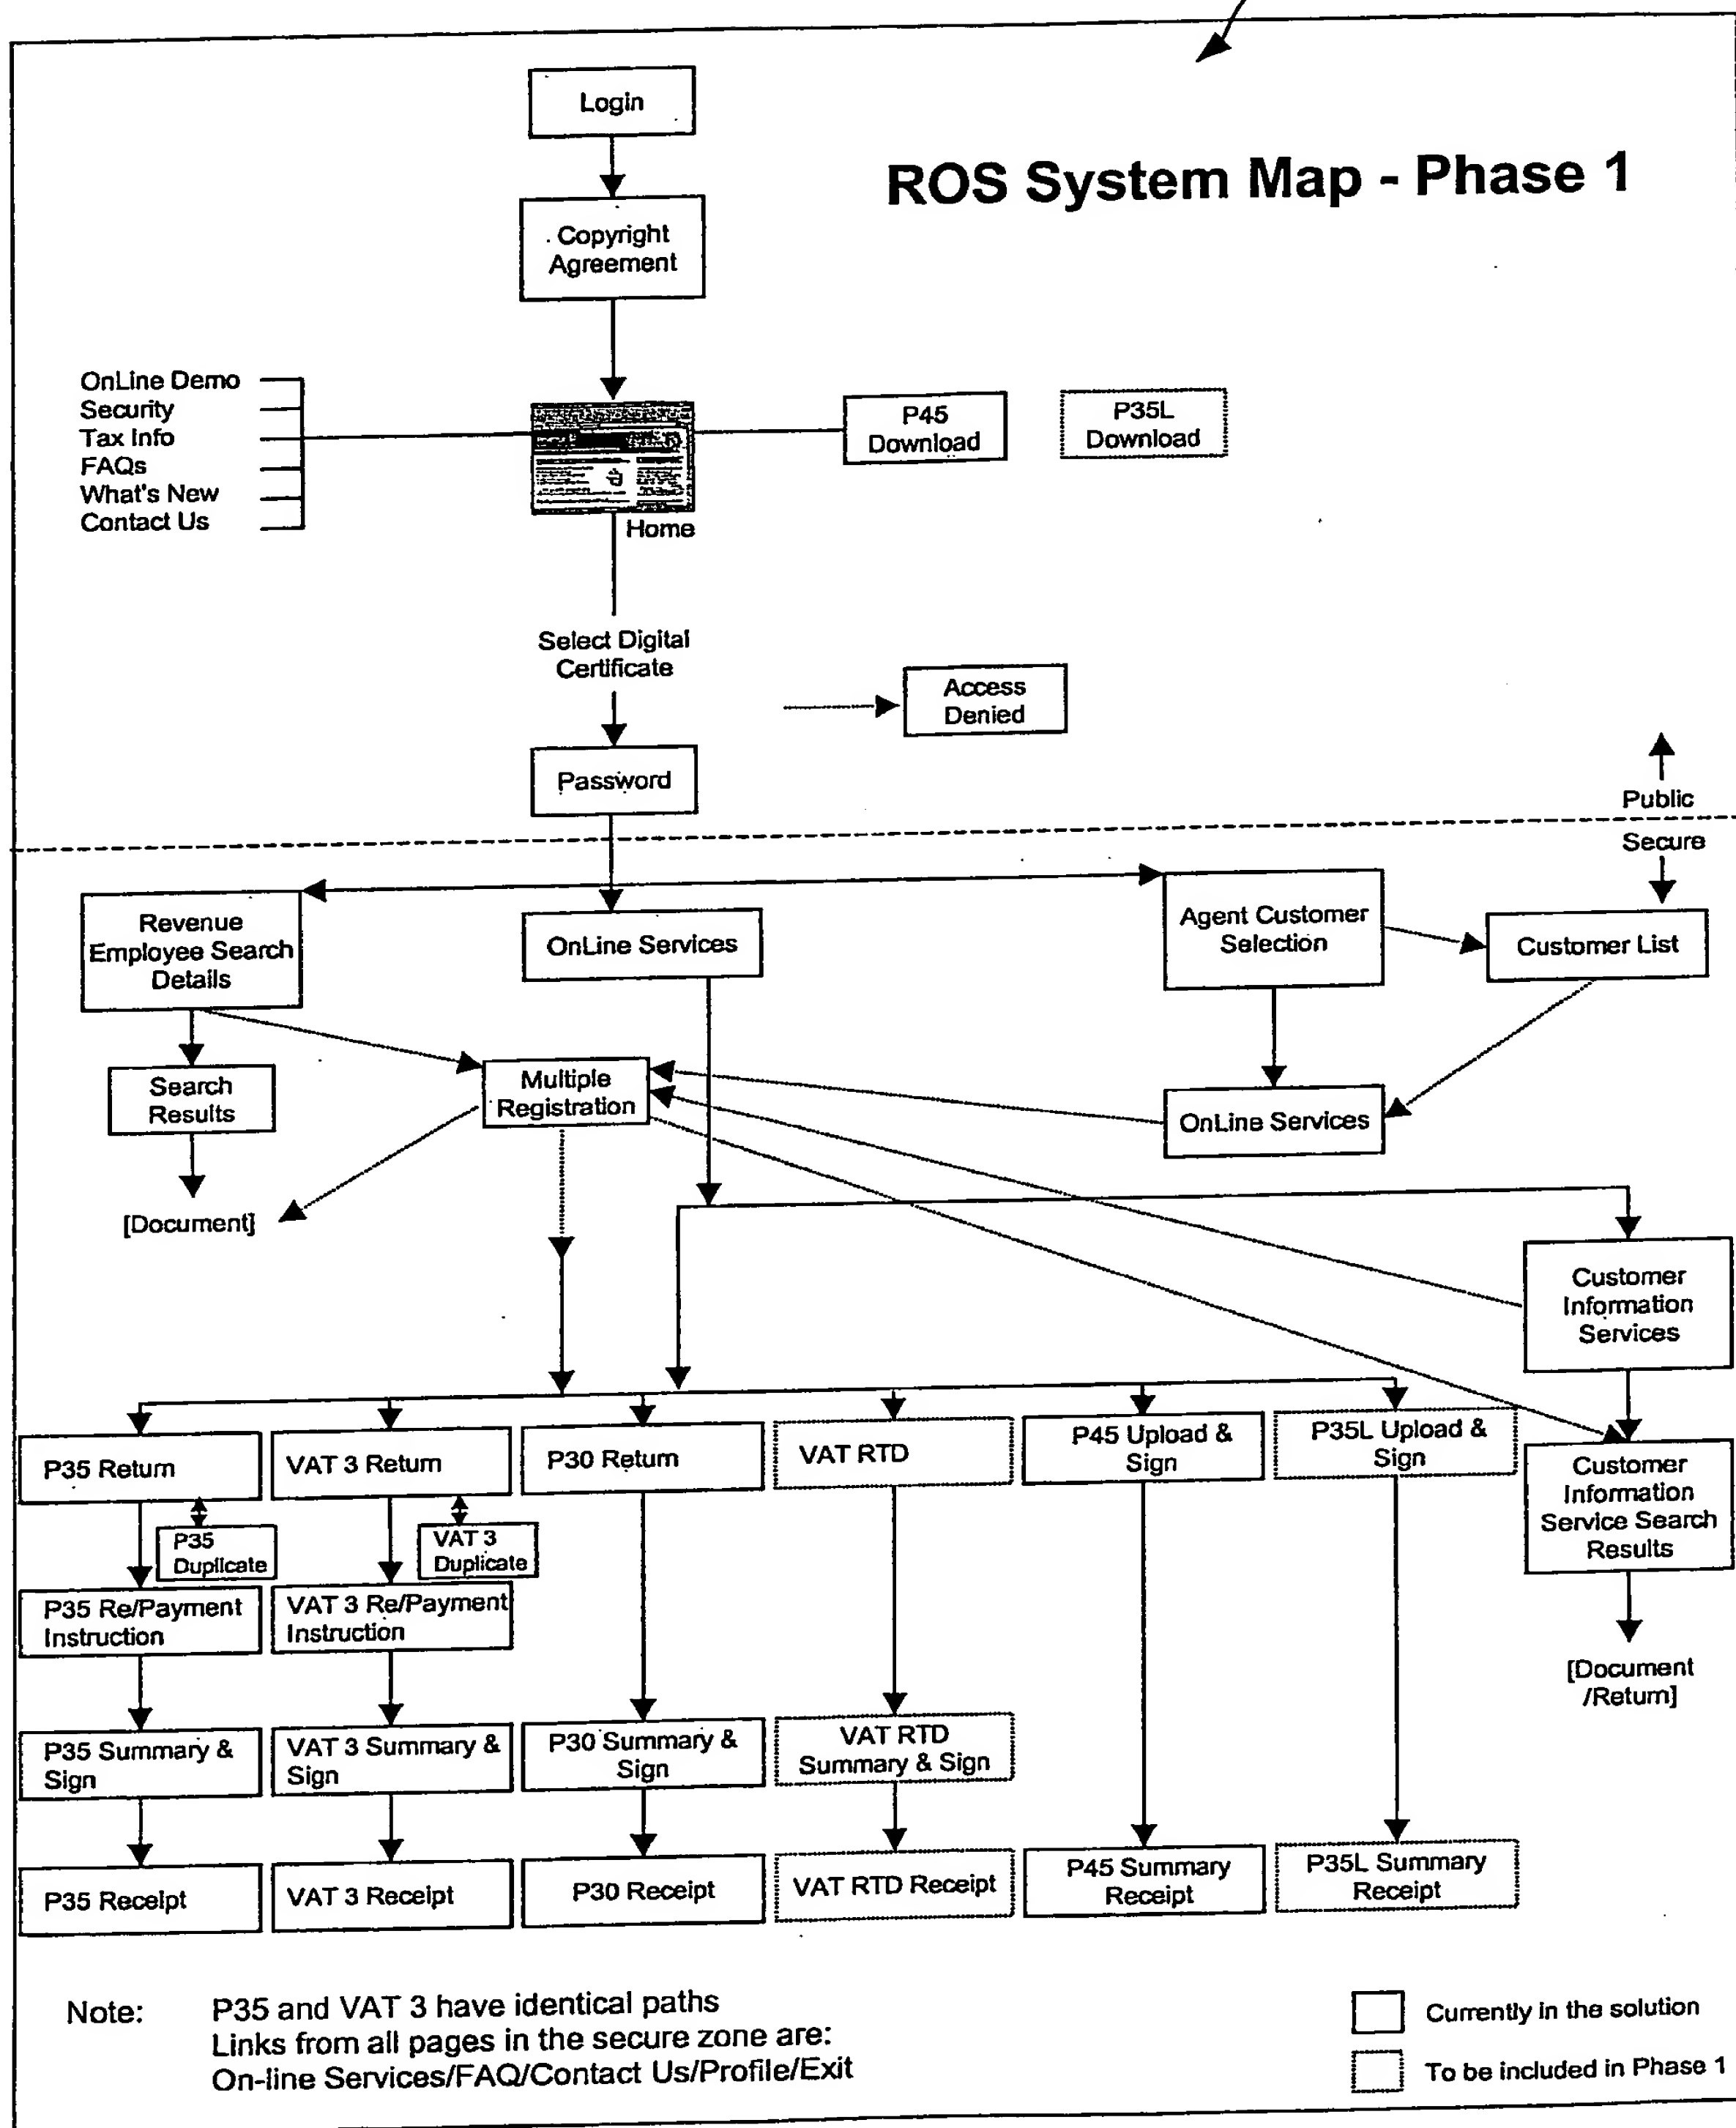 Login
ROS System Map - Phase 1
Copyright
Agreement
OnLine Demo
Security
Tax Info
FAQs
What's New
Contact Us
Home
P45
Download
P35L
Download
Select Digital
Certificate
Access
Denied
Password
Public
Secure
Revenue
Employee Search
Details
OnLine Services
Agent Customer
Selection
Customer List
Search
Results
Multiple
Registration
OnLine Services
[Document]
Customer
Information
Services
P35 Return
VAT 3 Return
P30 Return
VAT RTD
P45 Upload &
Sign
P35L Upload &
Sign
Customer
Information
Service Search
Results
P35
Duplicate
VAT 3
Duplicate
P35 Re/Payment
Instruction
VAT 3 Re/Payment
Instruction
[Document
/Return]
P35 Summary &
Sign
VAT 3 Summary &
Sign
P30 Summary &
Sign
VAT RTD
Summary & Sign
P35 Receipt
VAT 3 Receipt
P30 Receipt
VAT RTD Receipt
P45 Summary
Receipt
P35L Summary
Receipt
Note:
P35 and VAT 3 have identical paths
Links from all pages in the secure zone are:
On-line Services/FAQ/Contact Us/Profile/Exit
Currently in the solution
To be included in Phase 1